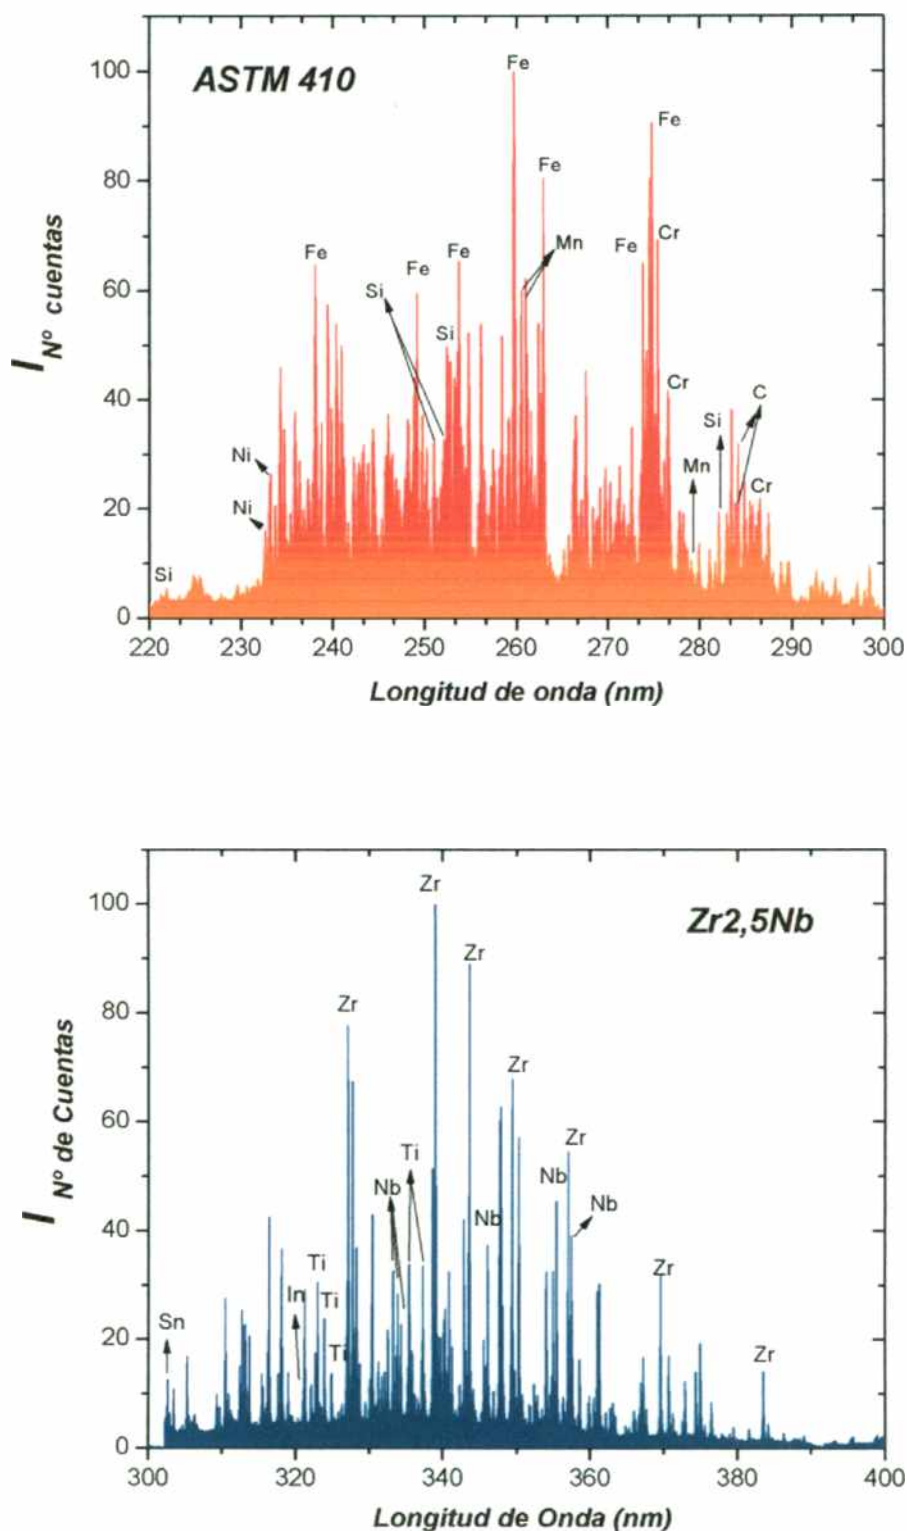 ASTM 410
Fe
Fe
Fe
Fe
Fe
Fe
Fe
Cr
Mn
Si
Si
Cr
Si
C
Ni
Mn
Cr
Ni
Si
100
80
60
40
20
0
I Nº cuentas
220 230 240 250 260 270 280 290 300
Longitud de onda (nm)
Zr2,5Nb
Zr
Zr
Zr
Zr
Zr
Ti
Nb
Nb
Nb
Nb
Ti
In
Ti
Zr
Sn
Ti
Zr
100
80
60
40
20
0
I Nº de Cuentas
300 320 340 360 380 400
Longitud de Onda (nm)